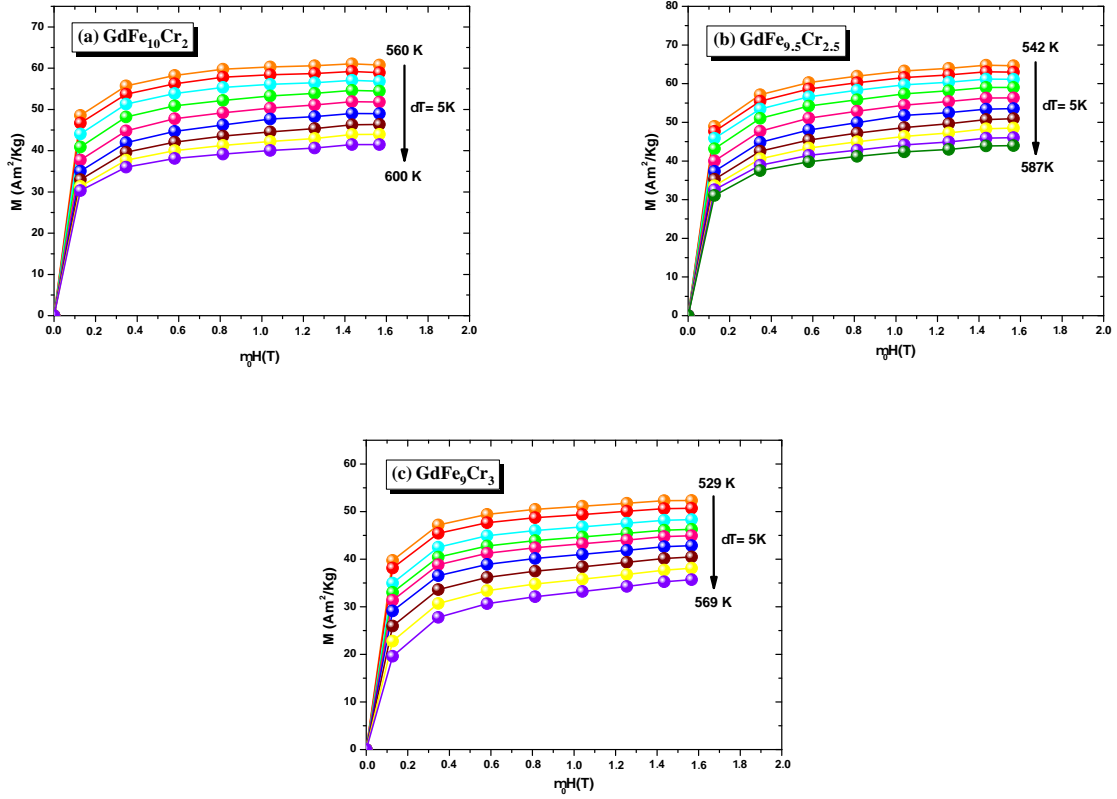 (a) GdFe₁₀Cr₂
70
60
50
40
30
20
10
0
M (Am²/Kg)
560 K
dT= 5K
600 K
0.0 0.2 0.4 0.6 0.8 1.0 1.2 1.4 1.6 1.8 2.0
m₀H(T)
(b) GdFe₉.₅Cr₂.₅
80
70
60
50
40
30
20
10
0
M (Am²/Kg)
542 K
dT= 5K
587K
0.0 0.2 0.4 0.6 0.8 1.0 1.2 1.4 1.6 1.8 2.0
m₀H(T)
(c) GdFe₉Cr₃
60
50
40
30
20
10
0
M (Am²/Kg)
529 K
dT= 5K
569 K
0.0 0.2 0.4 0.6 0.8 1.0 1.2 1.4 1.6 1.8 2.0
m₀H(T)